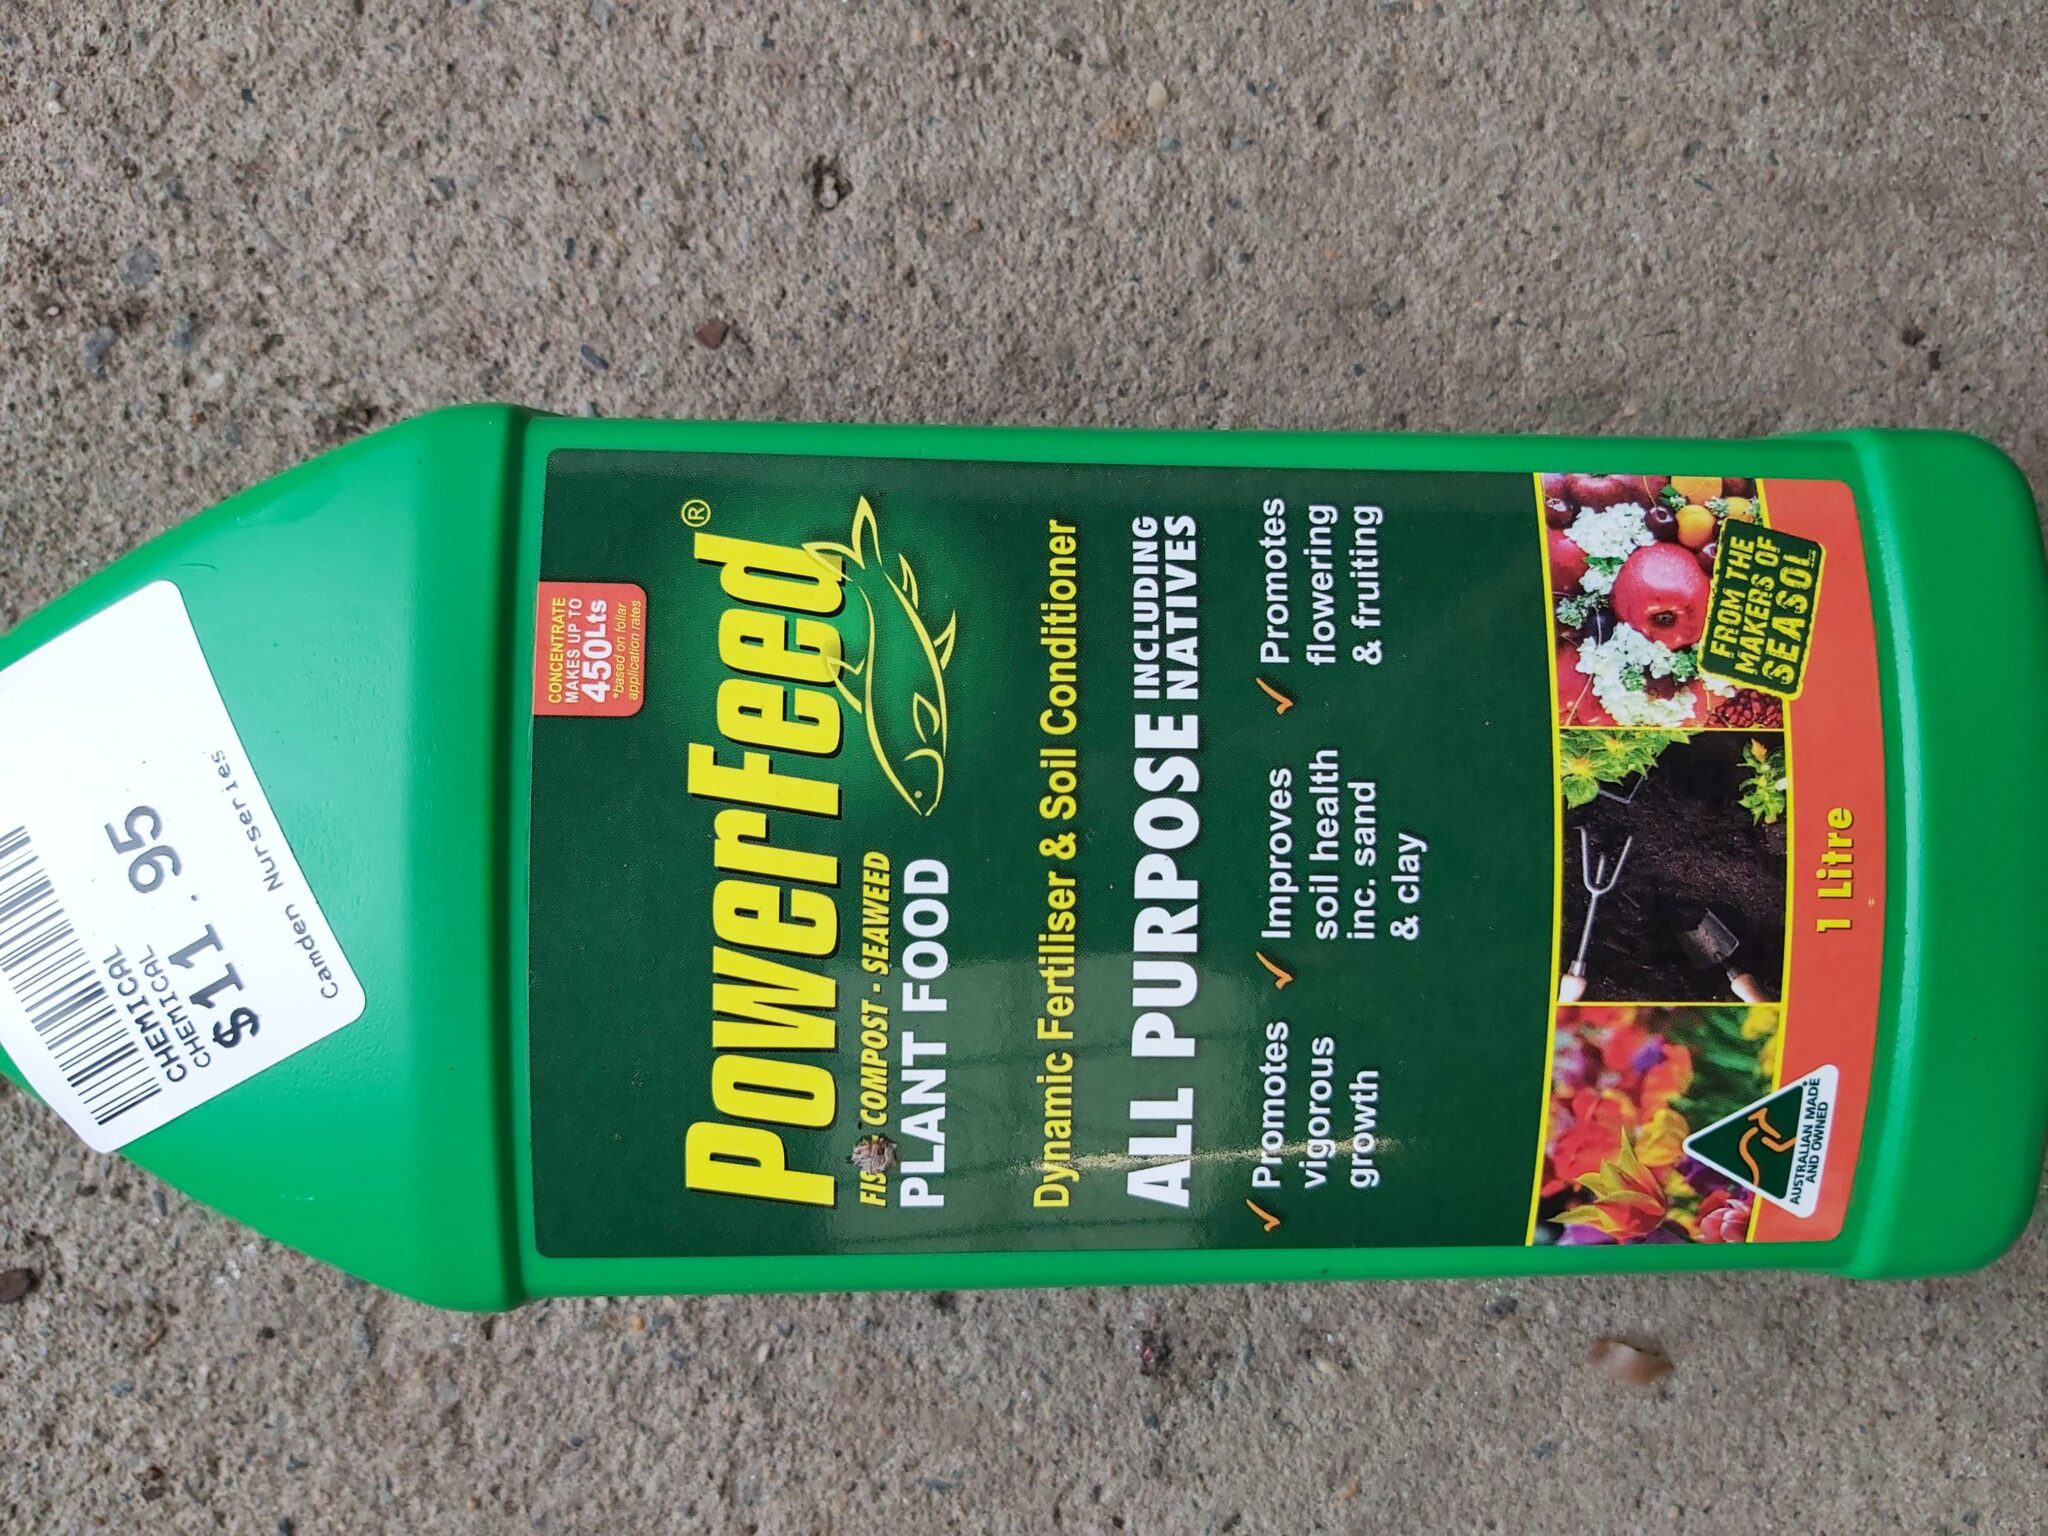 CHEMICAL
CHEMICAL
$11.95
Camden Nurseries
CONCENTRATE
MAKES UP TO
450Lts
*based on foliar
application rates
PowerFeed®
FIS COMPOST - SEAWEED
PLANT FOOD
Dynamic Fertiliser & Soil Conditioner
ALL PURPOSE INCLUDING NATIVES
✓ Promotes
vigorous
growth
✓ Improves
soil health
inc. sand
& clay
✓ Promotes
flowering
& fruiting
FROM THE
MAKERS OF
SEASOL
AUSTRALIAN MADE
AND OWNED
1 Litre